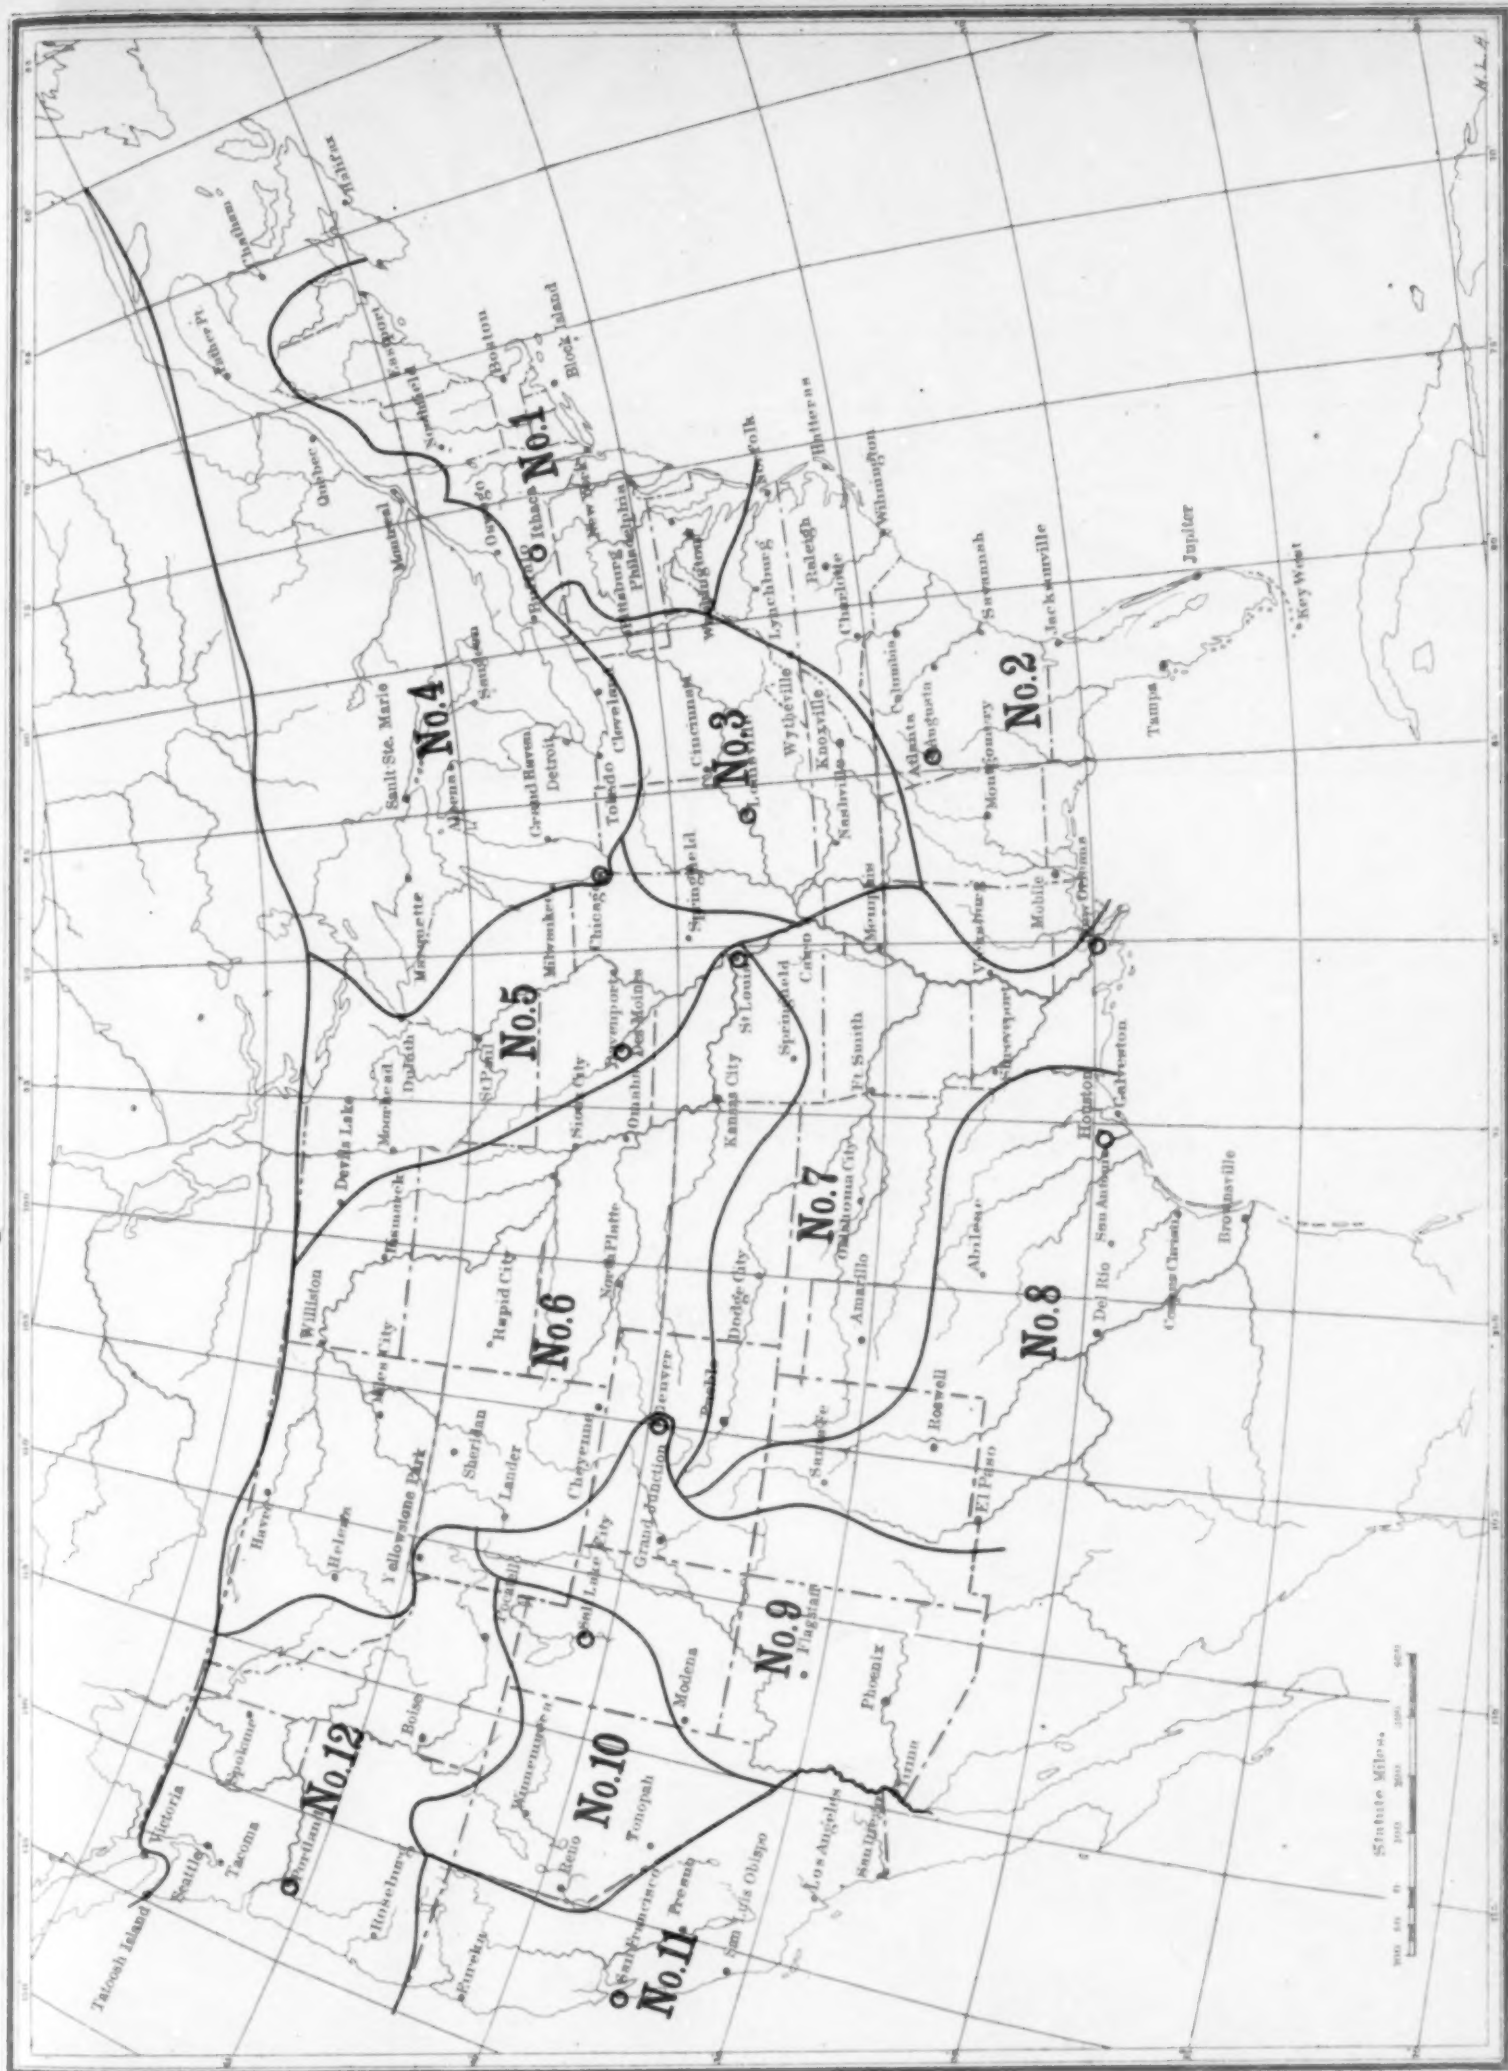 No.1
No.2
No.3
No.4
No.5
No.6
No.7
No.8
No.9
No.10
No.11
No.12
Tatoosh Island
Victoria
Seattle
Tacoma
Spokane
Portland
Roseburg
Eureka
Boise
Winnemucca
Reno
Tonopah
San Francisco
Fresno
San Luis Obispo
Los Angeles
San Diego
Yuma
Phoenix
Flagstaff
Modena
Salt Lake City
Pocatello
Grand Junction
Yellowstone Park
Helena
Havre
Miles City
Williston
Sheridan
Lander
Cheyenne
Denver
Pueblo
Santa Fe
Roswell
El Paso
Rapid City
North Platte
Dodge City
Amarillo
Oklahoma City
Abilene
Del Rio
San Antonio
Corpus Christi
Brownsville
Houston
Galveston
Bismarck
Devils Lake
Moorhead
Duluth
St Paul
Sioux City
Omaha
Des Moines
Davenport
Kansas City
Springfield
St Louis
Ft Smith
Shreveport
Cairo
Memphis
Vicksburg
New Orleans
Mobile
Marquette
Milwaukee
Chicago
Springfield
Sault Ste. Marie
Alpena
Grand Haven
Detroit
Toledo
Cleveland
Cincinnati
Louisville
Nashville
Knoxville
Wytheville
Atlanta
Augusta
Montgomery
Columbia
Charlotte
Raleigh
Lynchburg
Savannah
Jacksonville
Jupiter
Tampa
Key West
Wilmington
Hatteras
Norfolk
Washington
Pittsburg
Philadelphia
New York
Ithaca
Buffalo
Oswego
Saugeen
Montreal
Quebec
Northfield
Eastport
Boston
Block Island
Father Pt.
Chatham
Halifax
Statute Miles.
H.L.H